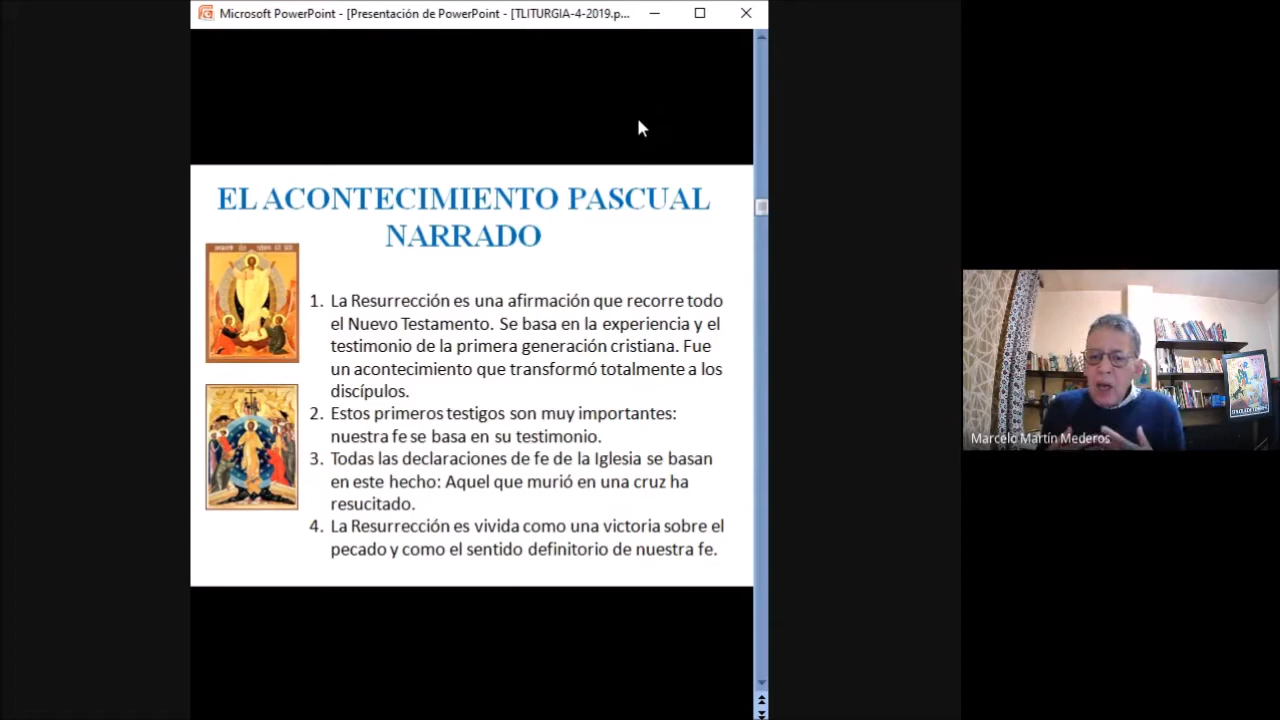 Microsoft PowerPoint - [Presentación de PowerPoint - [TLITURGIA-4-2019.p...
EL ACONTECIMIENTO PASCUAL
NARRADO
1. La Resurrección es una afirmación que recorre todo
el Nuevo Testamento. Se basa en la experiencia y el
testimonio de la primera generación cristiana. Fue
un acontecimiento que transformó totalmente a los
discípulos.
2. Estos primeros testigos son muy importantes:
nuestra fe se basa en su testimonio.
3. Todas las declaraciones de fe de la Iglesia se basan
en este hecho: Aquel que murió en una cruz ha
resucitado.
4. La Resurrección es vivida como una victoria sobre el
pecado y como el sentido definitorio de nuestra fe.
Marcelo Martín Mederos